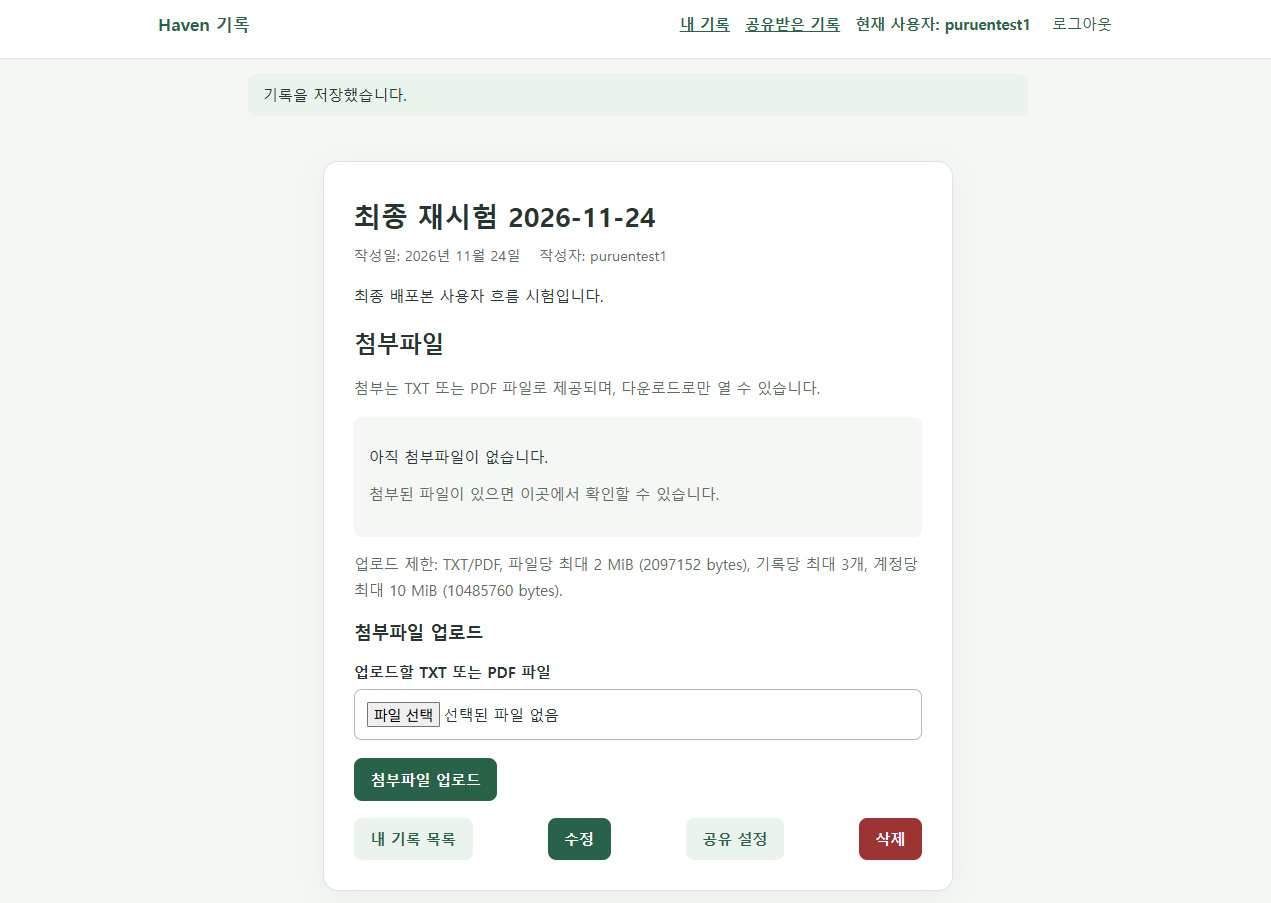 Haven 기록
내 기록 공유받은 기록 현재 사용자: puruentest1 로그아웃
기록을 저장했습니다.
최종 재시험 2026-11-24
작성일: 2026년 11월 24일 작성자: puruentest1
최종 배포본 사용자 흐름 시험입니다.
첨부파일
첨부는 TXT 또는 PDF 파일로 제공되며, 다운로드로만 열 수 있습니다.
아직 첨부파일이 없습니다.
첨부된 파일이 있으면 이곳에서 확인할 수 있습니다.
업로드 제한: TXT/PDF, 파일당 최대 2 MiB (2097152 bytes), 기록당 최대 3개, 계정당
최대 10 MiB (10485760 bytes).
첨부파일 업로드
업로드할 TXT 또는 PDF 파일
파일 선택 선택된 파일 없음
첨부파일 업로드
내 기록 목록 수정 공유 설정 삭제